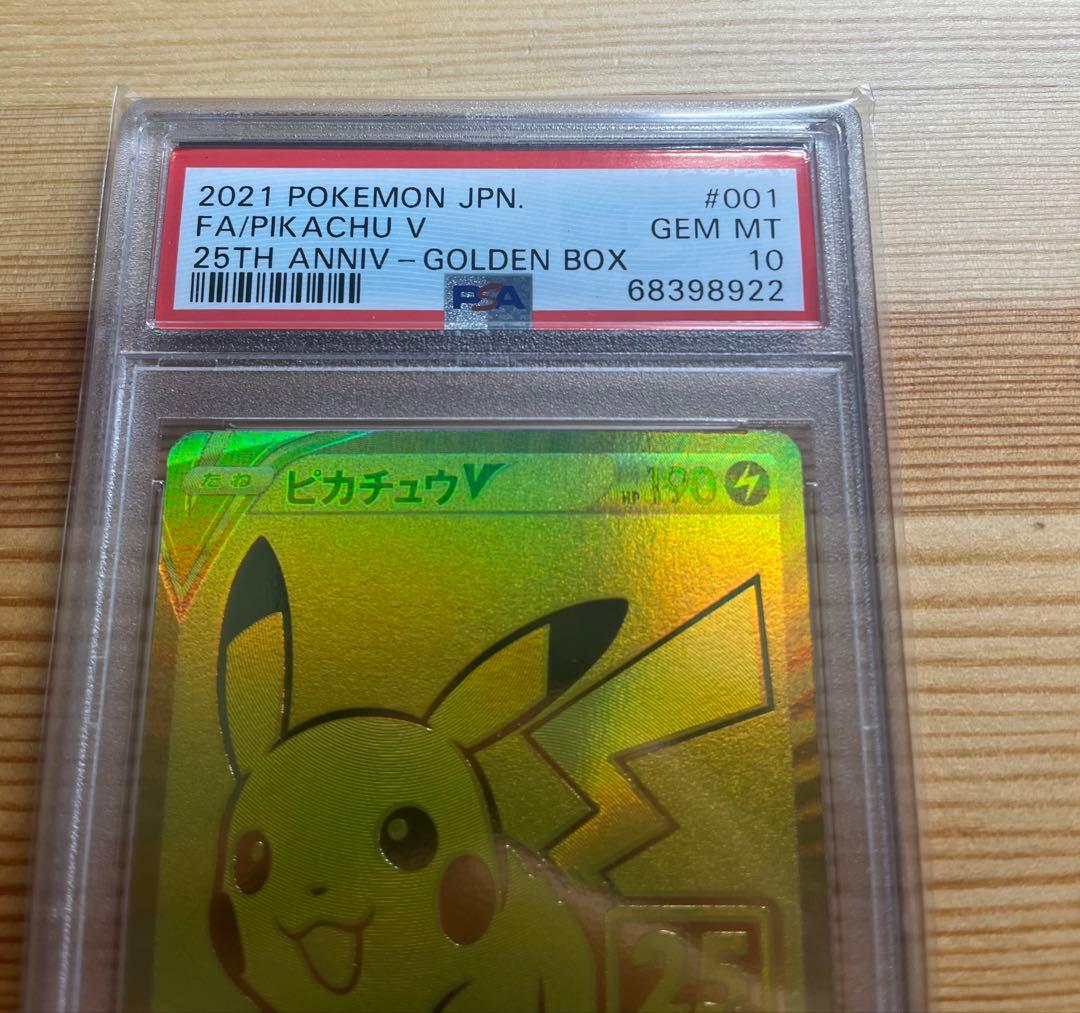 2021 POKEMON JPN. #001
FA/PIKACHU V GEM MT
25TH ANNIV-GOLDEN BOX 10
PSA 68398922
たね ピカチュウV HP 190
25